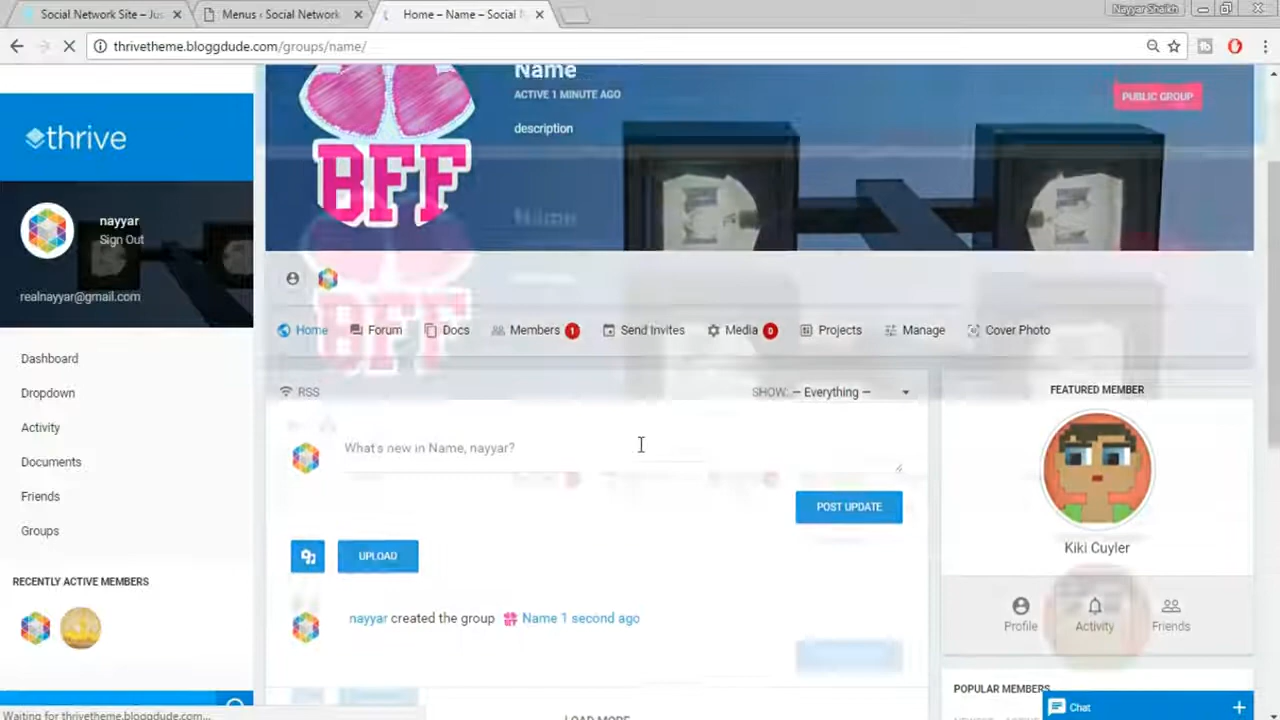 Social Network Site – Jus
Menus ‹ Social Network
Home – Name – Social N
Nayyar Shaikh
thrivetheme.bloggdude.com/groups/name/
thrive
nayyar
Sign Out
realnayyar@gmail.com
Dashboard
Dropdown
Activity
Documents
Friends
Groups
RECENTLY ACTIVE MEMBERS
Name
ACTIVE 1 MINUTE AGO
description
PUBLIC GROUP
BFF
Name
Home
Forum
Docs
Members 1
Send Invites
Media 0
Projects
Manage
Cover Photo
RSS
SHOW: — Everything —
What's new in Name, nayyar?
POST UPDATE
UPLOAD
nayyar created the group Name 1 second ago
LOAD MORE
FEATURED MEMBER
Kiki Cuyler
Profile
Activity
Friends
POPULAR MEMBERS
Chat
Waiting for thrivetheme.bloggdude.com...